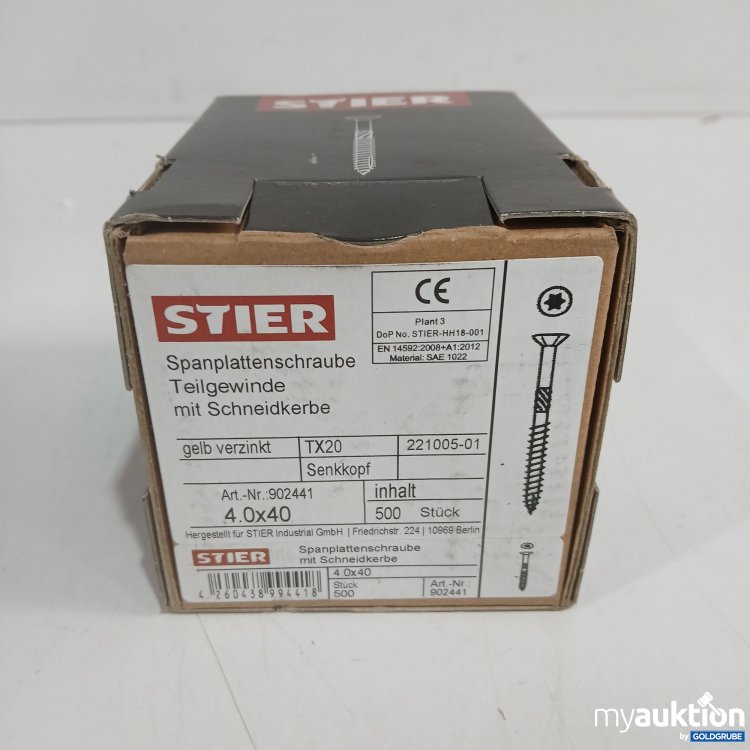 STIER
STIER
CE
Plant 3
DoP No. STIER-HH18-001
EN 14592:2008+A1:2012
Material: SAE 1022
Spanplattenschraube
Teilgewinde
mit Schneidkerbe
gelb verzinkt TX20 221005-01
Senkkopf
Art.-Nr.:902441 inhalt
4.0x40 500 Stück
Hergestellt für STIER Industrial GmbH | Friedrichstr. 224 | 10969 Berlin
STIER Spanplattenschraube
mit Schneidkerbe
4.0x40
Stück Art.-Nr.:
500 902441
4 260438 994418
myauktion
by GOLDGRUBE